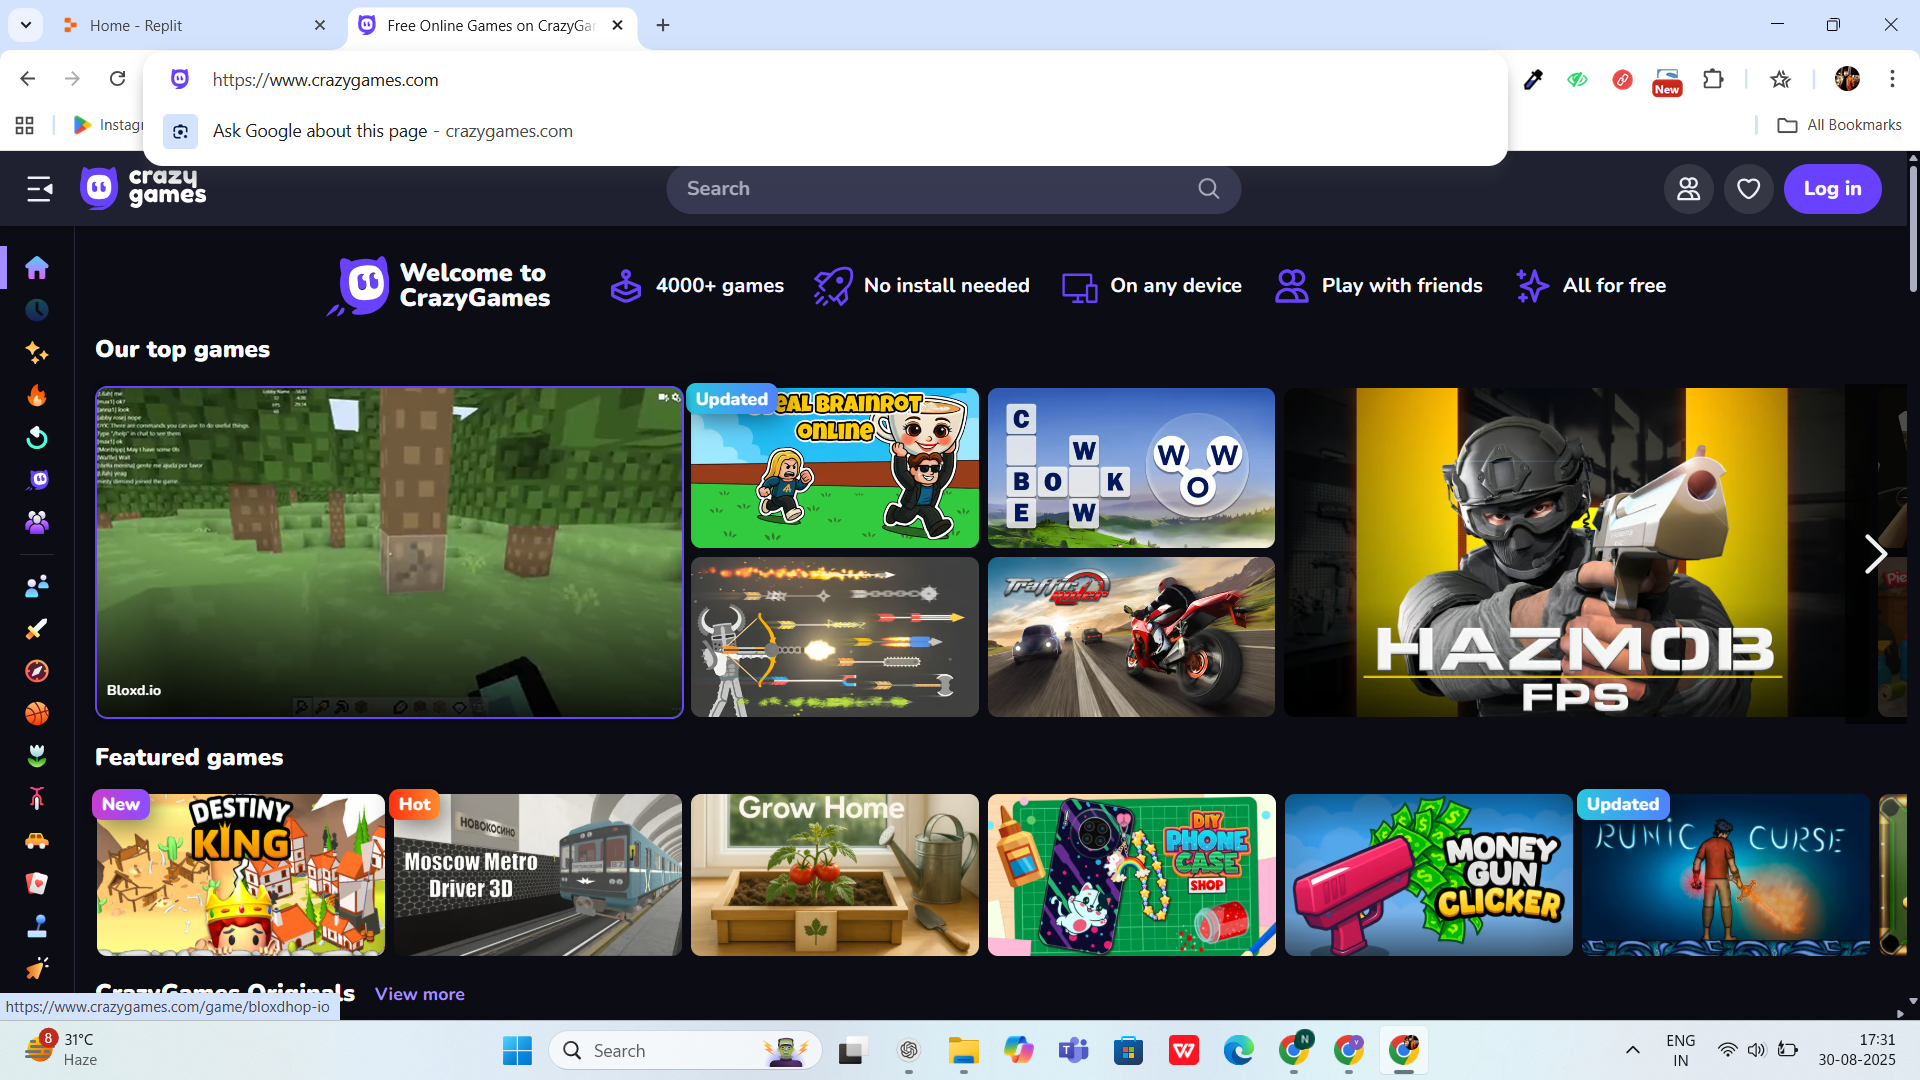 Home - Replit
Free Online Games on CrazyGa
https://www.crazygames.com
Ask Google about this page - crazygames.com
New
Instag
All Bookmarks
crazy games
Search
Log in
Welcome to CrazyGames
4000+ games
No install needed
On any device
Play with friends
All for free
Our top games
Bloxd.io
Updated
EAL BRAINROT
ONLINE
C
W
B O K
E W
W W
O
Traffic Rider
HAZMOB
FPS
Featured games
New
DESTINY
KING
Hot
НОВОКОСИНО
Moscow Metro
Driver 3D
Grow Home
DIY
PHONE
CASE
SHOP
MONEY
GUN
CLICKER
Updated
RUNIC CURSE
CrazyGames Originals
View more
https://www.crazygames.com/game/bloxdhop-io
8
31°C
Haze
Search
N
V
ENG
IN
17:31
30-08-2025